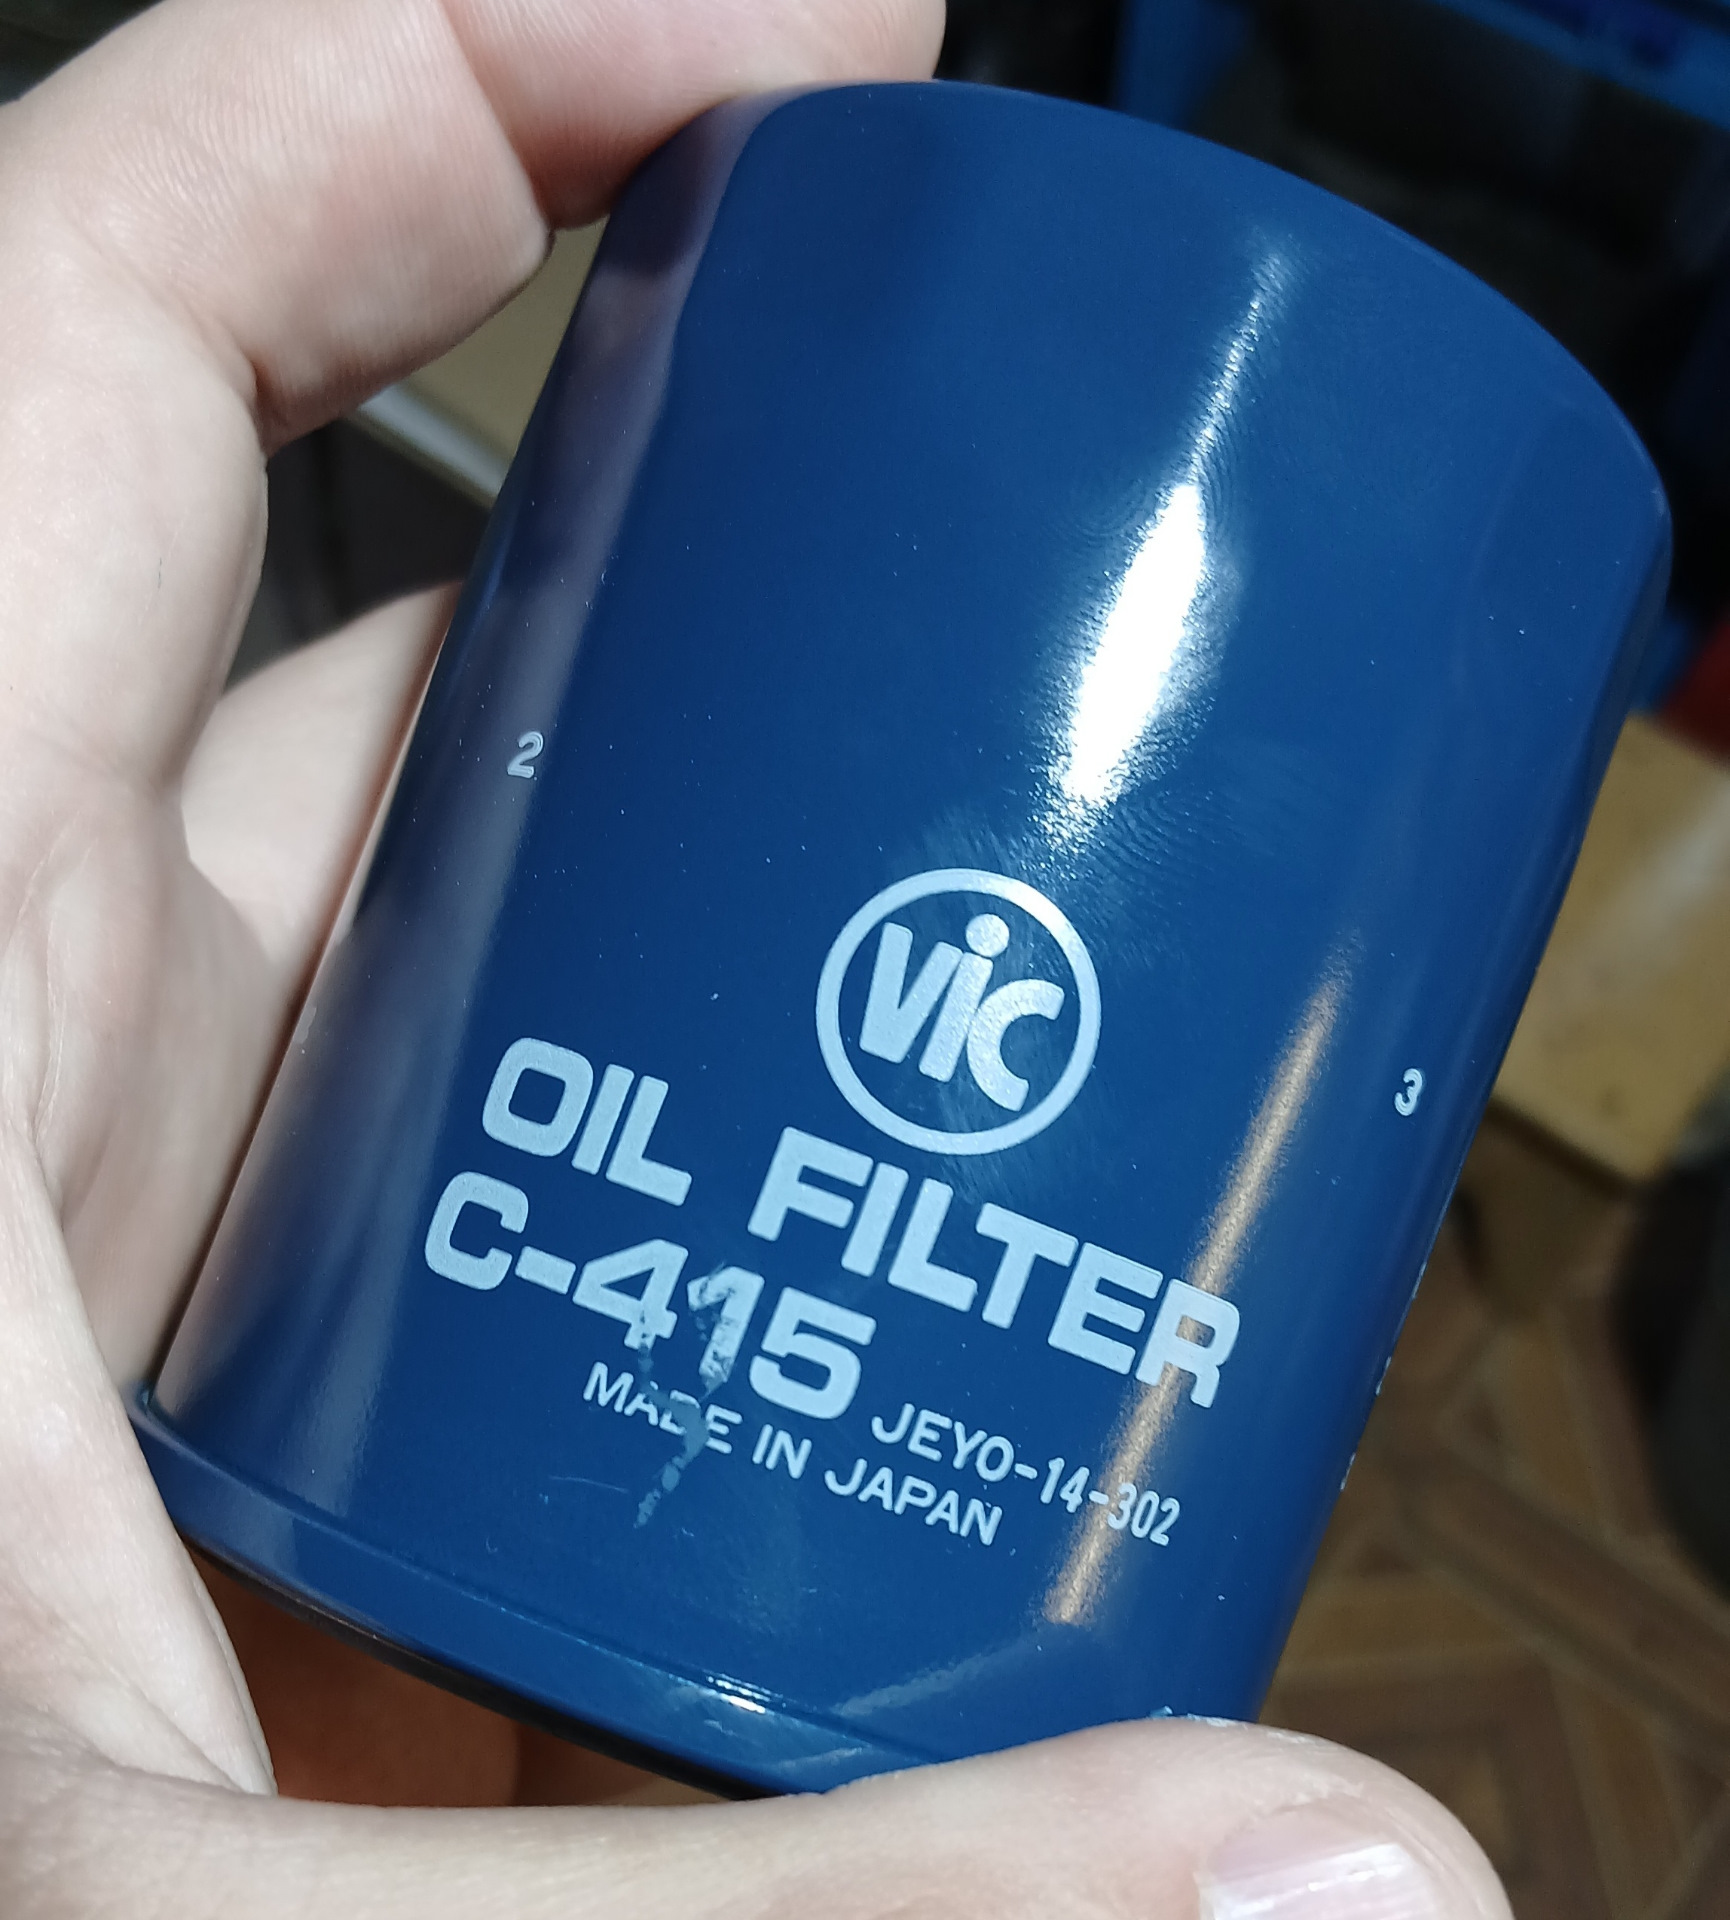 2
vic
3
OIL FILTER
C-415 JEYO-14-302
MADE IN JAPAN